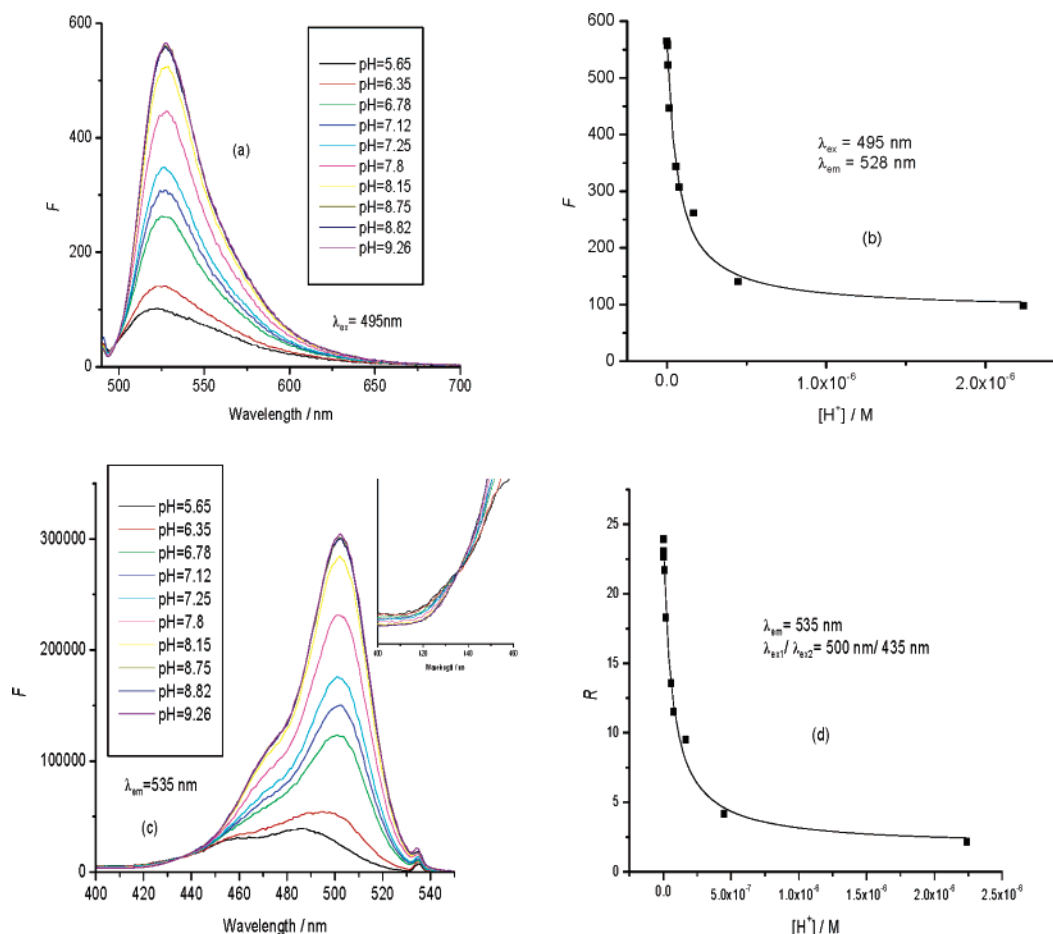 600
500
400
300
200
100
0
F
(a)
pH=5.65
pH=6.35
pH=6.78
pH=7.12
pH=7.25
pH=7.8
pH=8.15
pH=8.75
pH=8.82
pH=9.26
λex = 495nm
500 550 600 650 700
Wavelength / nm
600
500
400
300
200
100
0
F
λex = 495 nm
λem = 528 nm
(b)
0.0 1.0x10-6 2.0x10-6
[H+] / M
300000
200000
100000
0
F
pH=5.65
pH=6.35
pH=6.78
pH=7.12
pH=7.25
pH=7.8
pH=8.15
pH=8.75
pH=8.82
pH=9.26
λem=535 nm
(c)
Wavelength / nm
400 420 440 460 480 500 520 540
Wavelength / nm
25
20
15
10
5
0
R
λem= 535 nm
λex1/ λex2= 500 nm/ 435 nm
(d)
0.0 5.0x10-7 1.0x10-6 1.5x10-6 2.0x10-6 2.5x10-6
[H+] / M